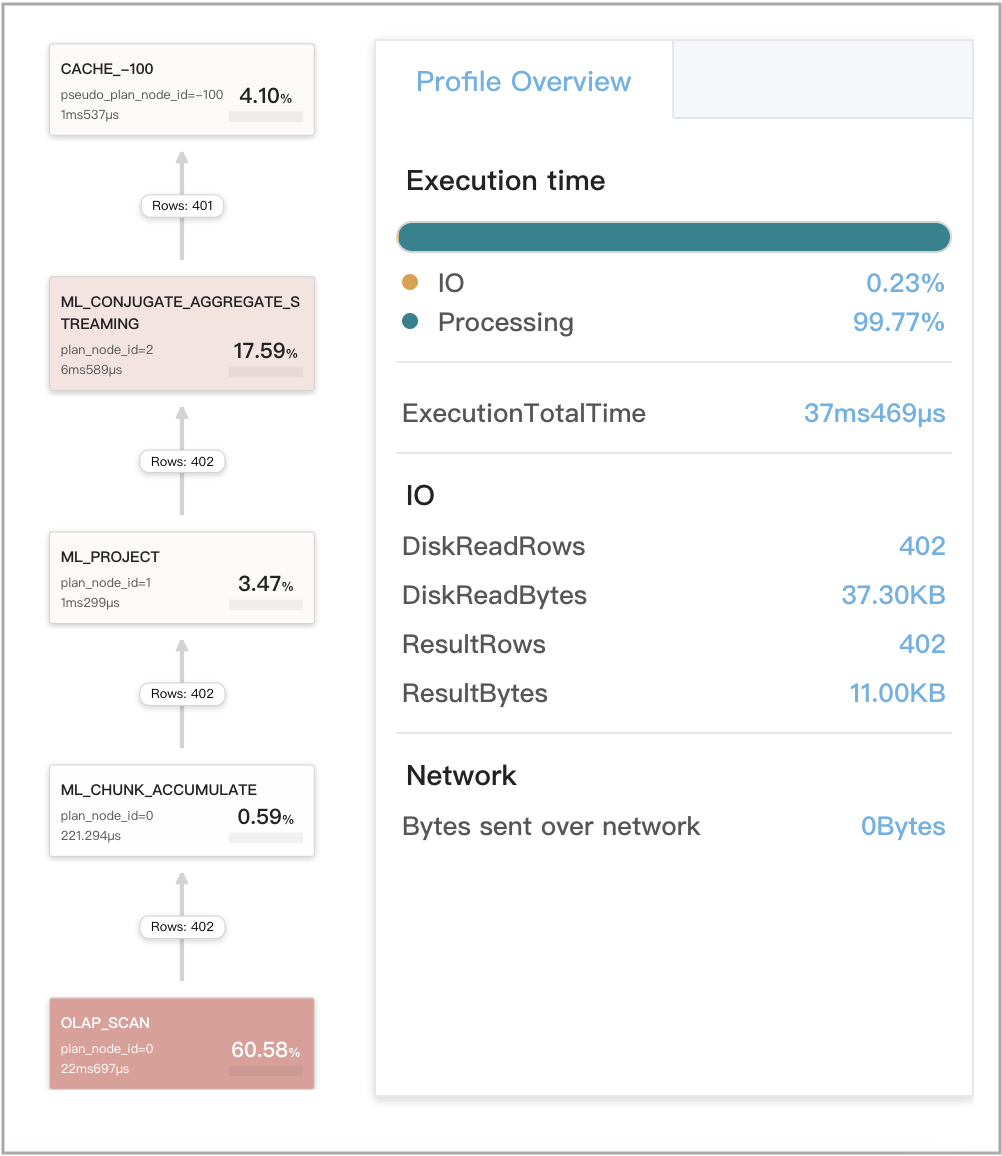 CACHE_-100
pseudo_plan_node_id=-100
4.10%
1ms537µs
Rows: 401
ML_CONJUGATE_AGGREGATE_S
TREAMING
plan_node_id=2
17.59%
6ms589µs
Rows: 402
ML_PROJECT
plan_node_id=1
3.47%
1ms299µs
Rows: 402
ML_CHUNK_ACCUMULATE
plan_node_id=0
0.59%
221.294µs
Rows: 402
OLAP_SCAN
plan_node_id=0
60.58%
22ms697µs
Profile Overview
Execution time
IO 0.23%
Processing 99.77%
ExecutionTotalTime 37ms469µs
IO
DiskReadRows 402
DiskReadBytes 37.30KB
ResultRows 402
ResultBytes 11.00KB
Network
Bytes sent over network 0Bytes